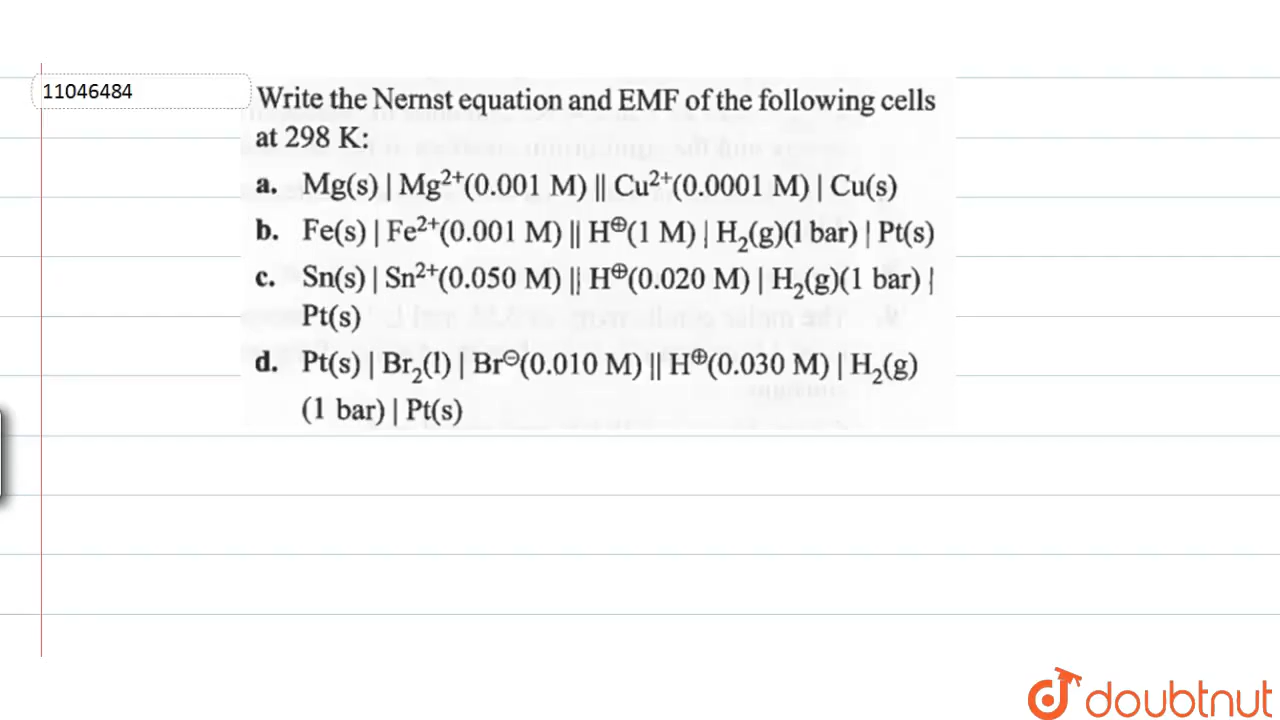 11046484
Write the Nernst equation and EMF of the following cells
at 298 K:
a. Mg(s) | Mg²⁺(0.001 M) || Cu²⁺(0.0001 M) | Cu(s)
b. Fe(s) | Fe²⁺(0.001 M) || H⊕(1 M) | H₂(g)(1 bar) | Pt(s)
c. Sn(s) | Sn²⁺(0.050 M) || H⊕(0.020 M) | H₂(g)(1 bar) |
Pt(s)
d. Pt(s) | Br₂(l) | Br⊖(0.010 M) || H⊕(0.030 M) | H₂(g)
(1 bar) | Pt(s)
doubtnut